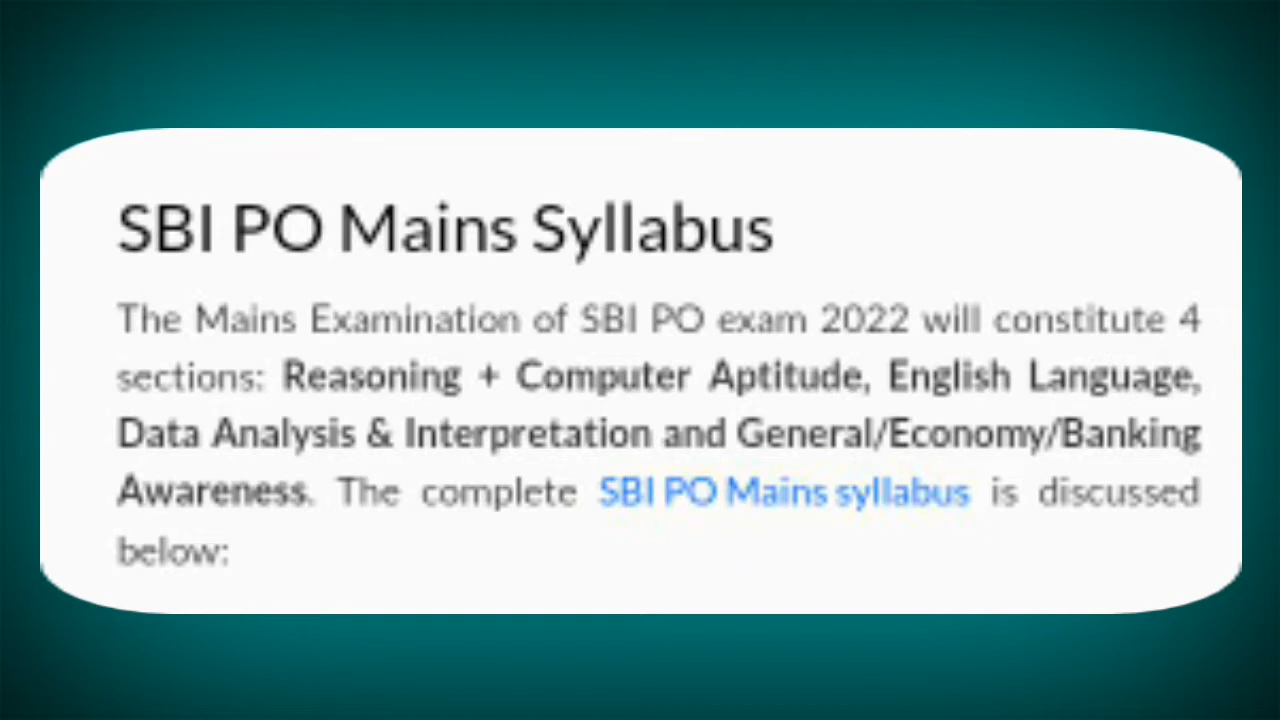 SBI PO Mains Syllabus
The Mains Examination of SBI PO exam 2022 will constitute 4
sections: Reasoning + Computer Aptitude, English Language,
Data Analysis & Interpretation and General/Economy/Banking
Awareness. The complete SBI PO Mains syllabus is discussed
below: